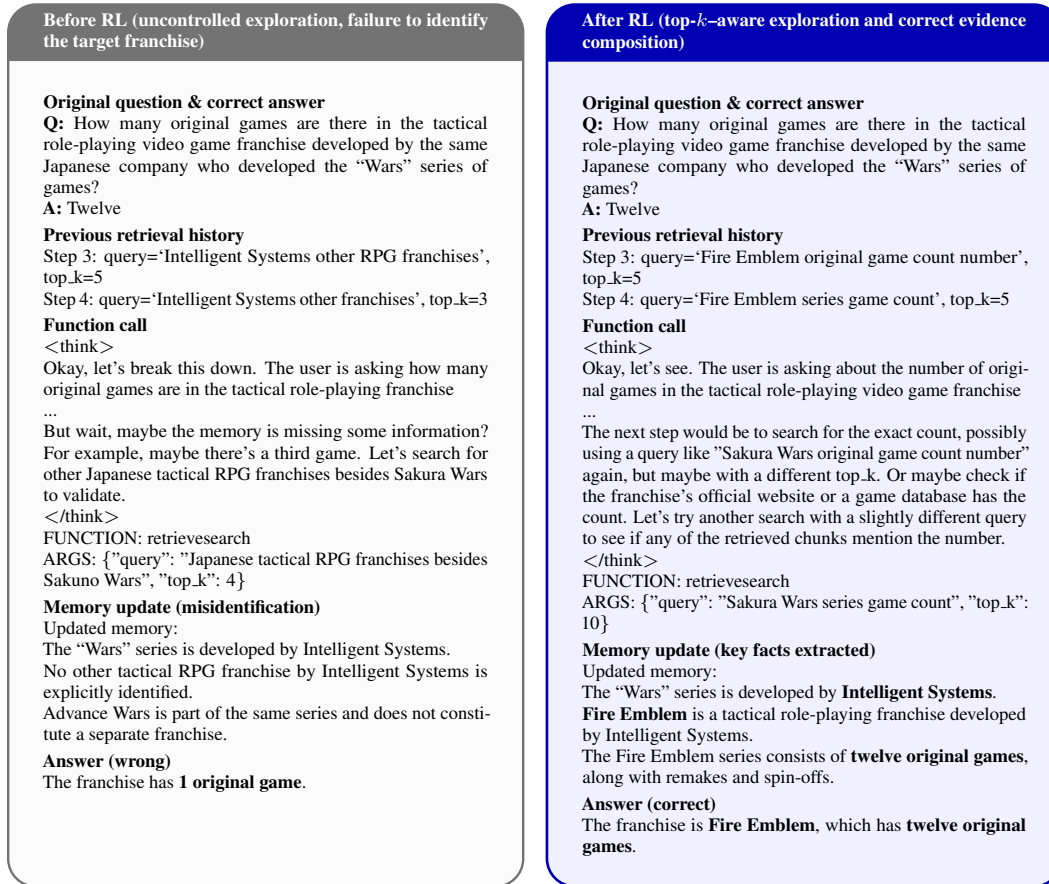 Before RL (uncontrolled exploration, failure to identify
the target franchise)
Original question & correct answer
Q: How many original games are there in the tactical
role-playing video game franchise developed by the same
Japanese company who developed the “Wars” series of
games?
A: Twelve
Previous retrieval history
Step 3: query=‘Intelligent Systems other RPG franchises’,
top_k=5
Step 4: query=‘Intelligent Systems other franchises’, top_k=3
Function call
<think>
Okay, let’s break this down. The user is asking how many
original games are in the tactical role-playing franchise
...
But wait, maybe the memory is missing some information?
For example, maybe there’s a third game. Let’s search for
other Japanese tactical RPG franchises besides Sakura Wars
to validate.
</think>
FUNCTION: retrievesearch
ARGS: {”query”: ”Japanese tactical RPG franchises besides
Sakuno Wars”, ”top_k”: 4}
Memory update (misidentification)
Updated memory:
The “Wars” series is developed by Intelligent Systems.
No other tactical RPG franchise by Intelligent Systems is
explicitly identified.
Advance Wars is part of the same series and does not consti-
tute a separate franchise.
Answer (wrong)
The franchise has 1 original game.
After RL (top-k–aware exploration and correct evidence
composition)
Original question & correct answer
Q: How many original games are there in the tactical
role-playing video game franchise developed by the same
Japanese company who developed the “Wars” series of
games?
A: Twelve
Previous retrieval history
Step 3: query=‘Fire Emblem original game count number’,
top_k=5
Step 4: query=‘Fire Emblem series game count’, top_k=5
Function call
<think>
Okay, let’s see. The user is asking about the number of origi-
nal games in the tactical role-playing video game franchise
...
The next step would be to search for the exact count, possibly
using a query like ”Sakura Wars original game count number”
again, but maybe with a different top_k. Or maybe check if
the franchise’s official website or a game database has the
count. Let’s try another search with a slightly different query
to see if any of the retrieved chunks mention the number.
</think>
FUNCTION: retrievesearch
ARGS: {”query”: ”Sakura Wars series game count”, ”top_k”:
10}
Memory update (key facts extracted)
Updated memory:
The “Wars” series is developed by Intelligent Systems.
Fire Emblem is a tactical role-playing franchise developed
by Intelligent Systems.
The Fire Emblem series consists of twelve original games,
along with remakes and spin-offs.
Answer (correct)
The franchise is Fire Emblem, which has twelve original
games.